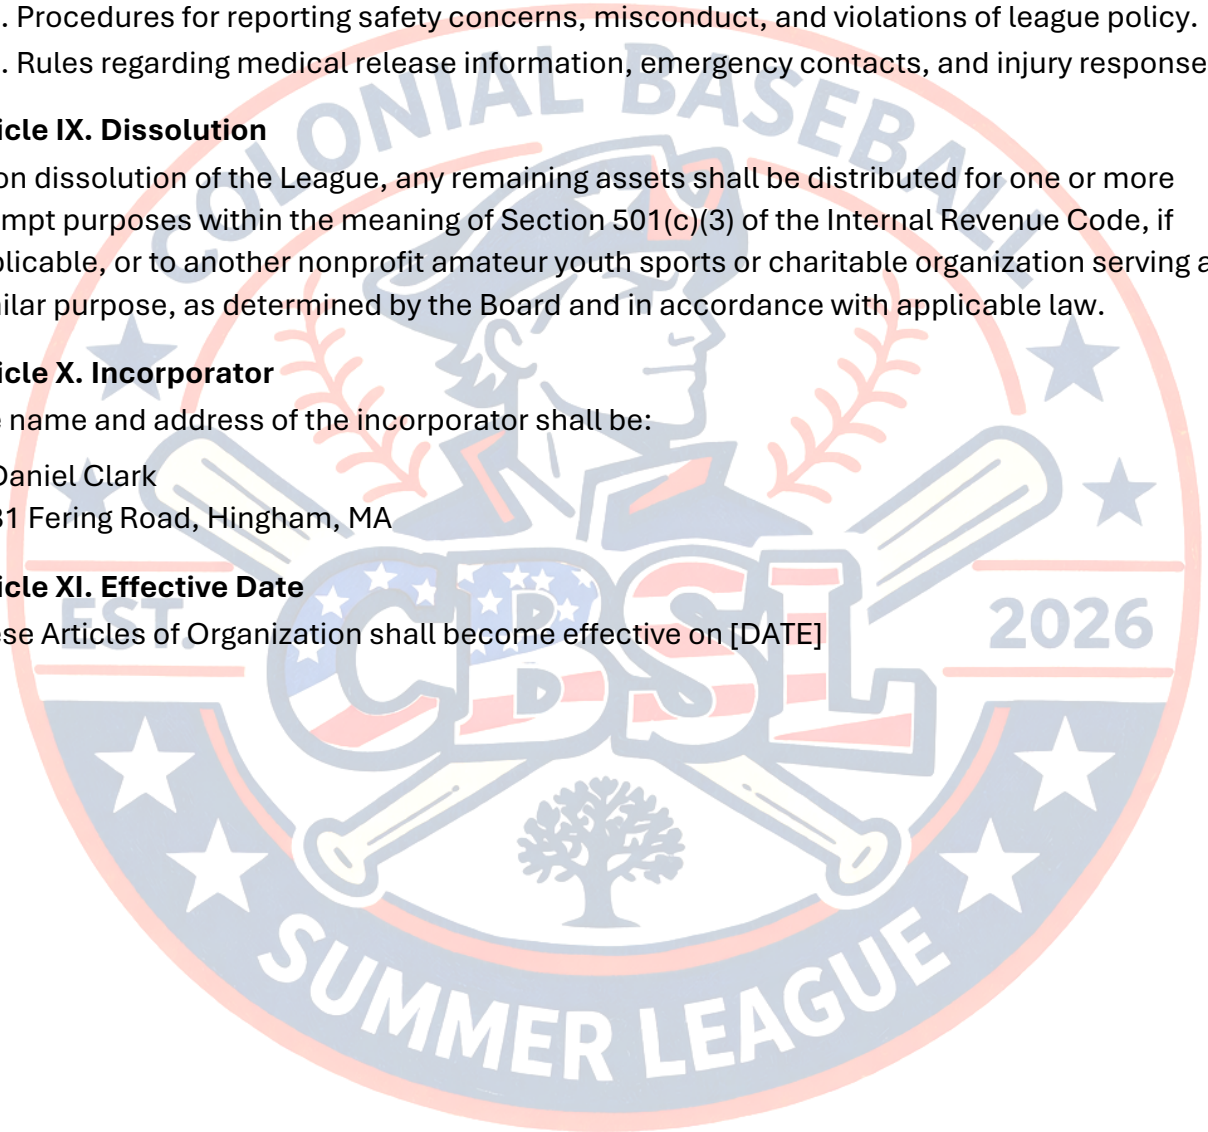 . Procedures for reporting safety concerns, misconduct, and violations of league policy.
. Rules regarding medical release information, emergency contacts, and injury response
icle IX. Dissolution
on dissolution of the League, any remaining assets shall be distributed for one or more
mpt purposes within the meaning of Section 501(c)(3) of the Internal Revenue Code, if
plicable, or to another nonprofit amateur youth sports or charitable organization serving a
ilar purpose, as determined by the Board and in accordance with applicable law.
icle X. Incorporator
e name and address of the incorporator shall be:
Daniel Clark
31 Fering Road, Hingham, MA
icle XI. Effective Date
ese Articles of Organization shall become effective on [DATE]
COLONIAL BASEBALL
EST. 2026
CBSL
SUMMER LEAGUE